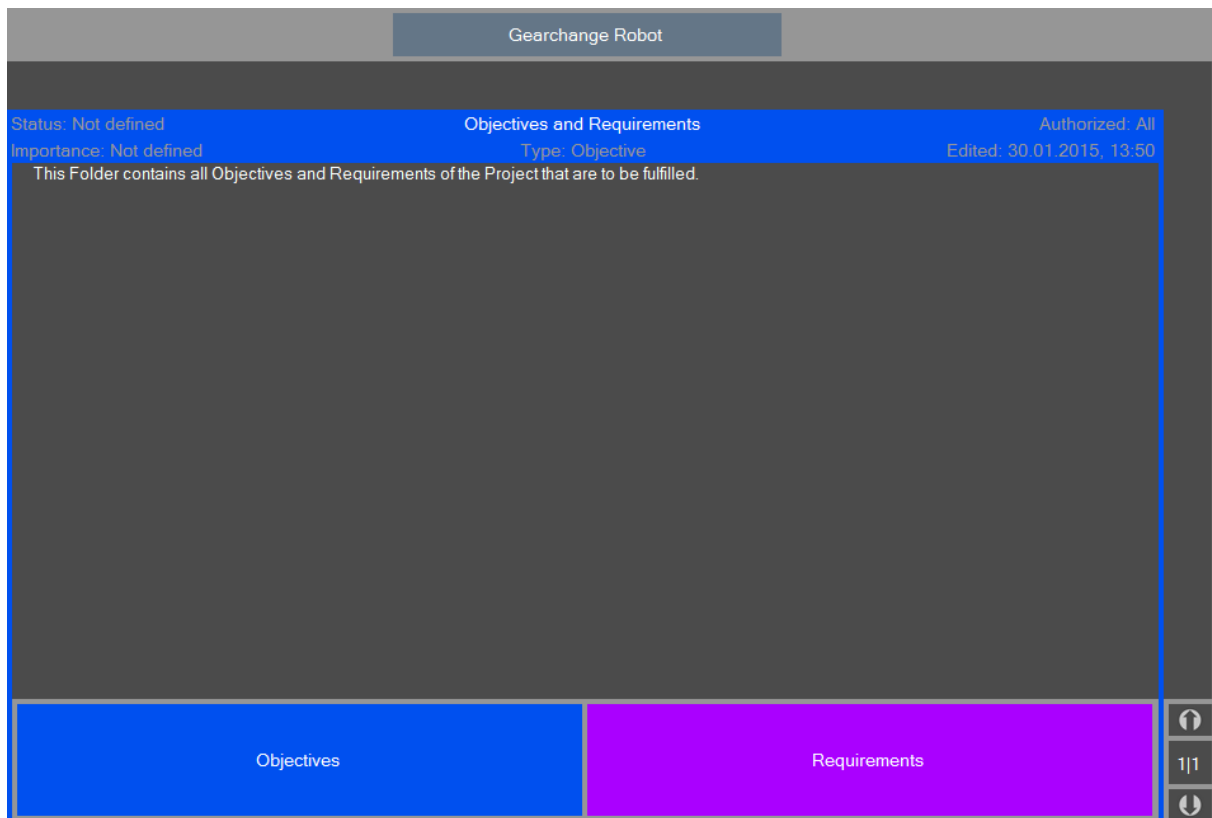 Gearchange Robot
Status: Not defined Objectives and Requirements Authorized: All
Importance: Not defined Type: Objective Edited: 30.01.2015, 13:50
This Folder contains all Objectives and Requirements of the Project that are to be fulfilled.
Objectives Requirements
1|1